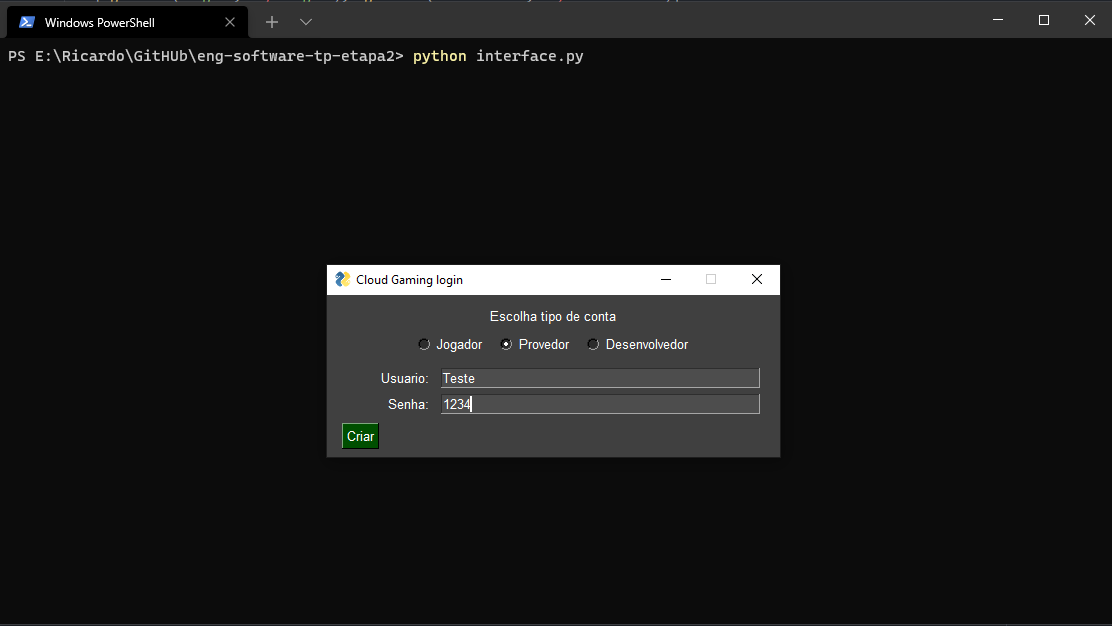 Windows PowerShell
PS E:\Ricardo\GitHUb\eng-software-tp-etapa2> python interface.py
Cloud Gaming login
Escolha tipo de conta
Jogador Provedor Desenvolvedor
Usuario: Teste
Senha: 1234
Criar